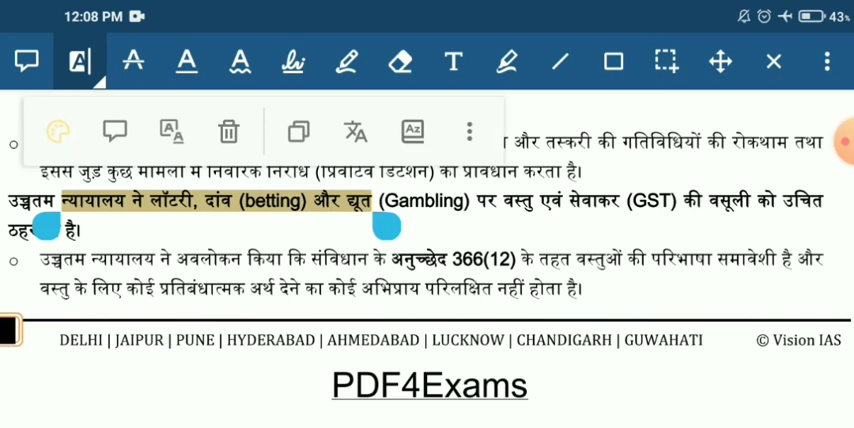 12:08 PM
43%
और तस्करी की गतिविधियों की रोकथाम तथा
इससे जुड़े कुछ मामलों में निवारक निरोध (प्रिवेंटिव डिटेंशन) का प्रावधान करता है।
उच्चतम न्यायालय ने लॉटरी, दांव (betting) और द्यूत (Gambling) पर वस्तु एवं सेवाकर (GST) की वसूली को उचित
है।
○ उच्चतम न्यायालय ने अवलोकन किया कि संविधान के अनुच्छेद 366(12) के तहत वस्तुओं की परिभाषा समावेशी है और
वस्तु के लिए कोई प्रतिबंधात्मक अर्थ देने का कोई अभिप्राय परिलक्षित नहीं होता है।
DELHI | JAIPUR | PUNE | HYDERABAD | AHMEDABAD | LUCKNOW | CHANDIGARH | GUWAHATI © Vision IAS
PDF4Exams